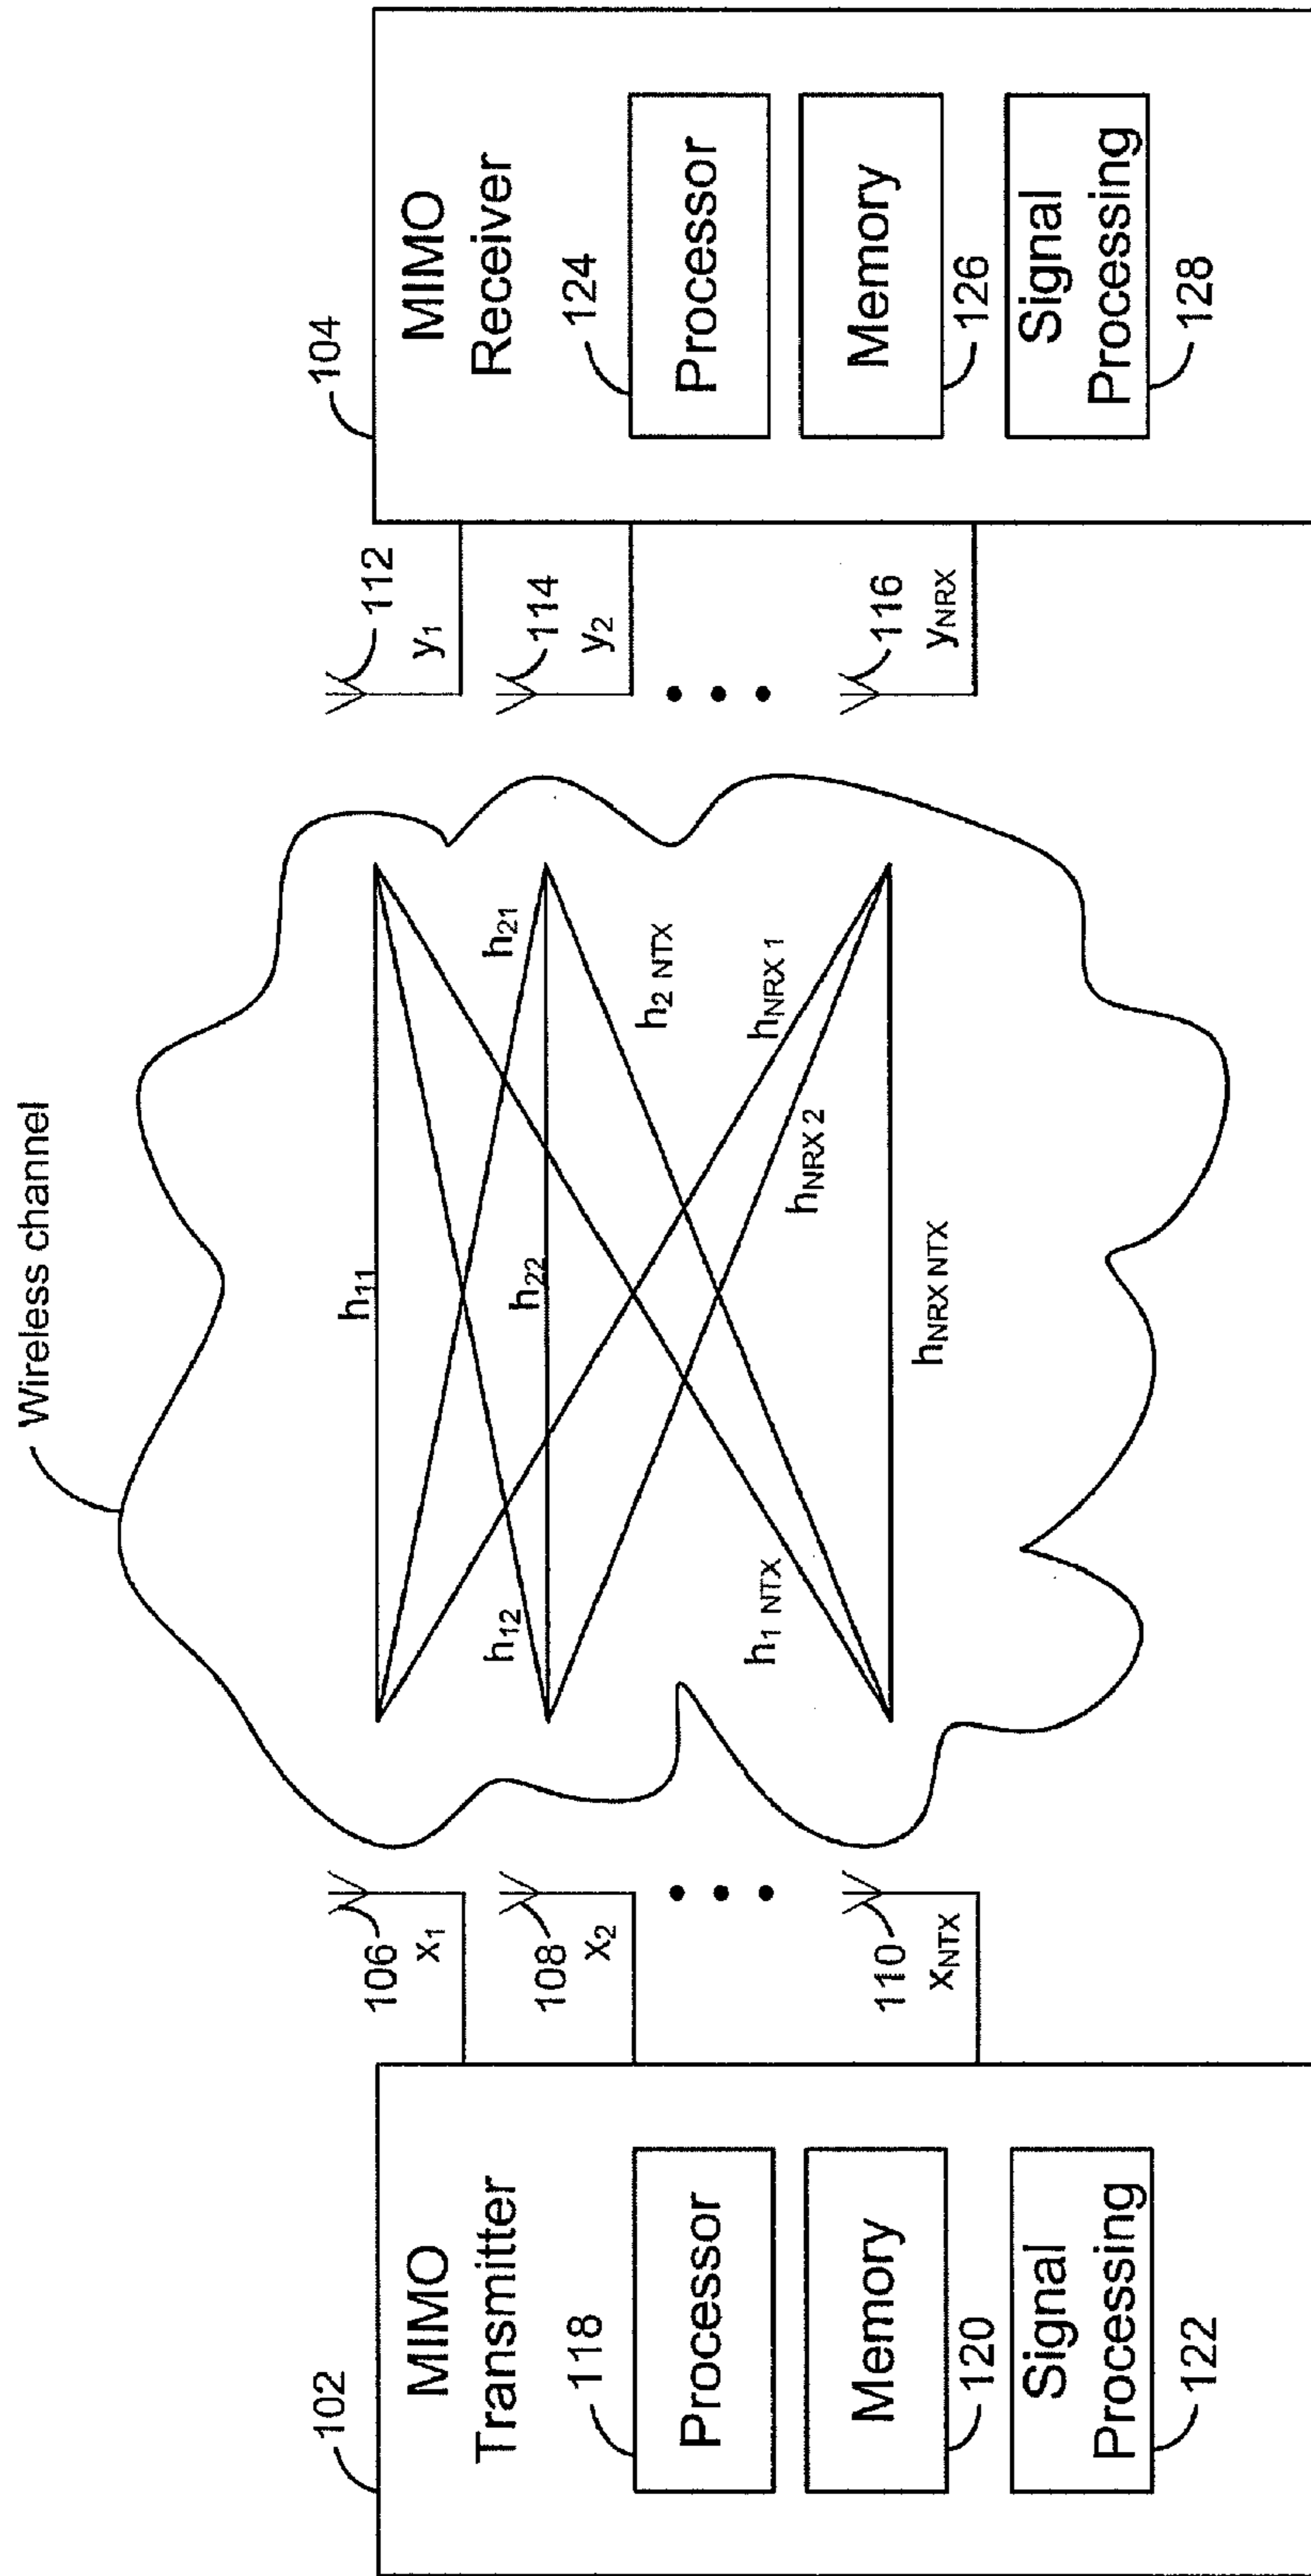 Wireless channel
102
MIMO
Transmitter
118
Processor
Memory
120
Signal
Processing
122
106
x1
108
x2
110
xNTX
h11
h12
h21
h22
h1 NTX
h2 NTX
hNRX 1
hNRX 2
hNRX NTX
112
y1
114
y2
116
yNRX
104
MIMO
Receiver
124
Processor
Memory
126
Signal
Processing
128